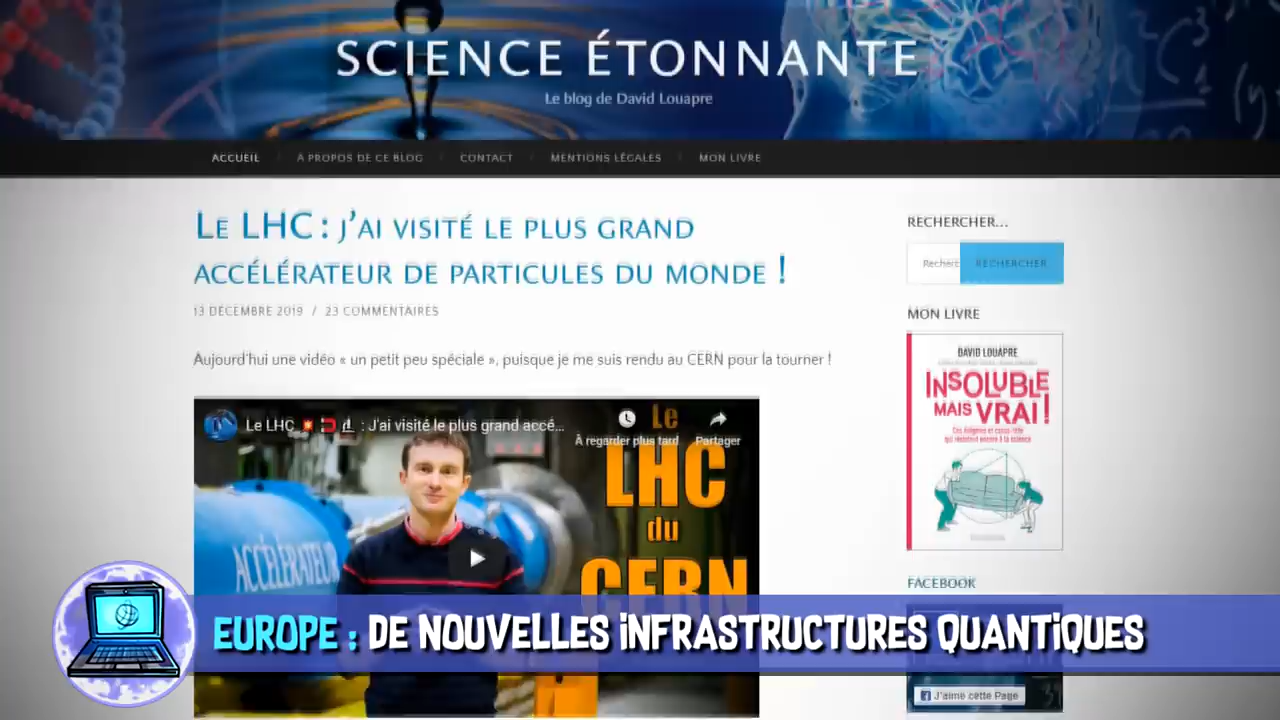 SCIENCE ÉTONNANTE
Le blog de David Louapre
ACCUEIL
A PROPOS DE CE BLOG
CONTACT
MENTIONS LÉGALES
MON LIVRE
LE LHC : J'AI VISITÉ LE PLUS GRAND
ACCÉLÉRATEUR DE PARTICULES DU MONDE !
13 DÉCEMBRE 2019 / 23 COMMENTAIRES
Aujourd'hui une vidéo « un petit peu spéciale », puisque je me suis rendu au CERN pour la tourner !
Le LHC : J'ai visité le plus grand accé...
À regarder plus tard
Partager
ACCÉLÉRATEUR
Le
LHC
du
CERN
RECHERCHER...
RECHERCHER
MON LIVRE
DAVID LOUAPRE
INSOLUBLE
MAIS VRAI !
FACEBOOK
J'aime cette Page
EUROPE : DE NOUVELLES INFRASTRUCTURES QUANTIQUES